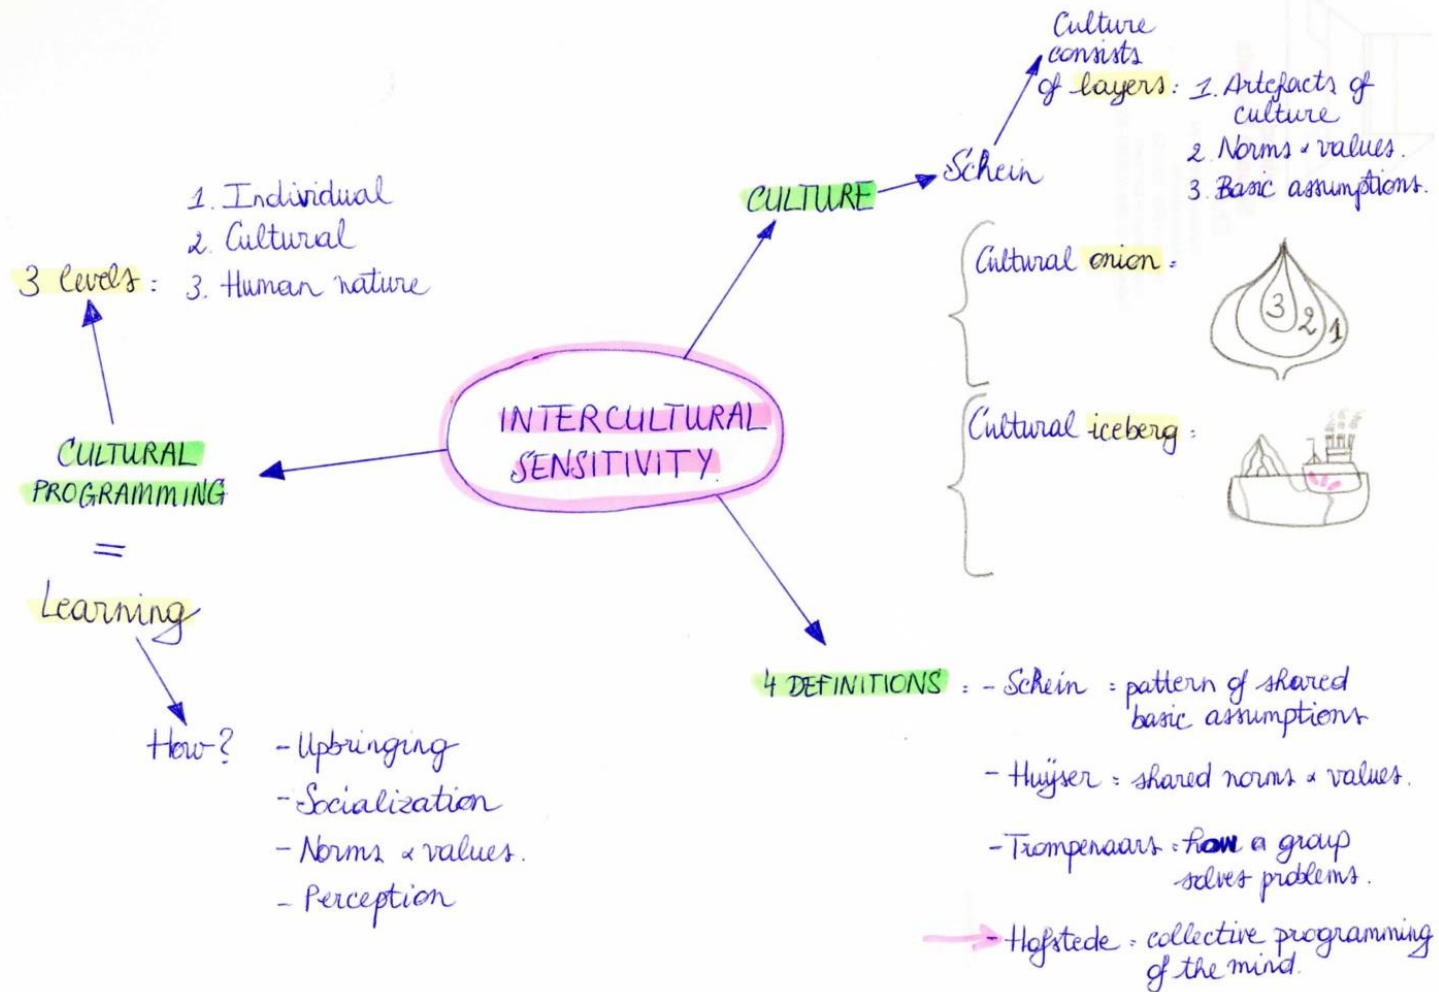 INTERCULTURAL
SENSITIVITY.
CULTURE
Schein
Culture
consists
of layers: 1. Artefacts of
culture
2. Norms & values.
3. Basic assumptions.
Cultural onion:
3 2 1
Cultural iceberg:
4 DEFINITIONS: - Schein: pattern of shared
basic assumptions
- Huÿser: shared norms & values.
- Trompenaars: how a group
solves problems.
- Hofstede: collective programming
of the mind.
CULTURAL
PROGRAMMING
=
Learning
How? - Upbringing
- Socialization
- Norms & values.
- Perception
3 levels: 1. Individual
2. Cultural
3. Human nature